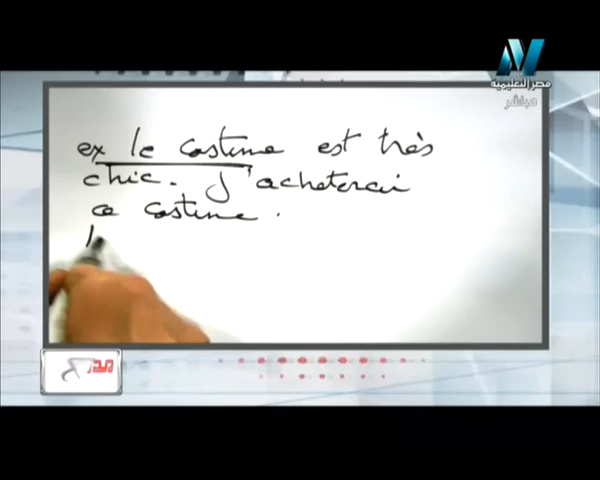 مصر التعليمية
مباشر
ex le costume est très
chic. J'acheterai
ce costume.